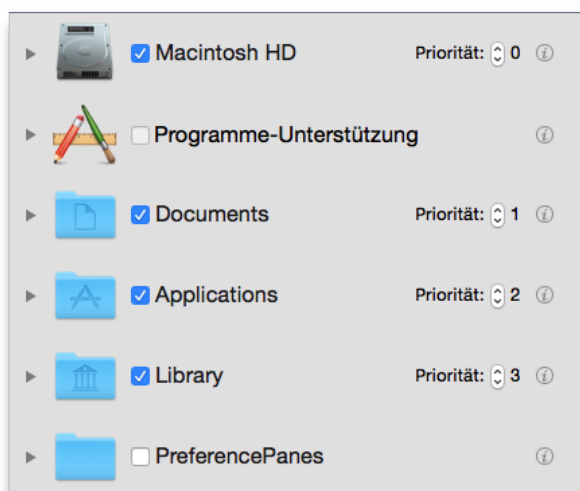 Macintosh HD Priorität: 0
Programme-Unterstützung
Documents Priorität: 1
Applications Priorität: 2
Library Priorität: 3
PreferencePanes